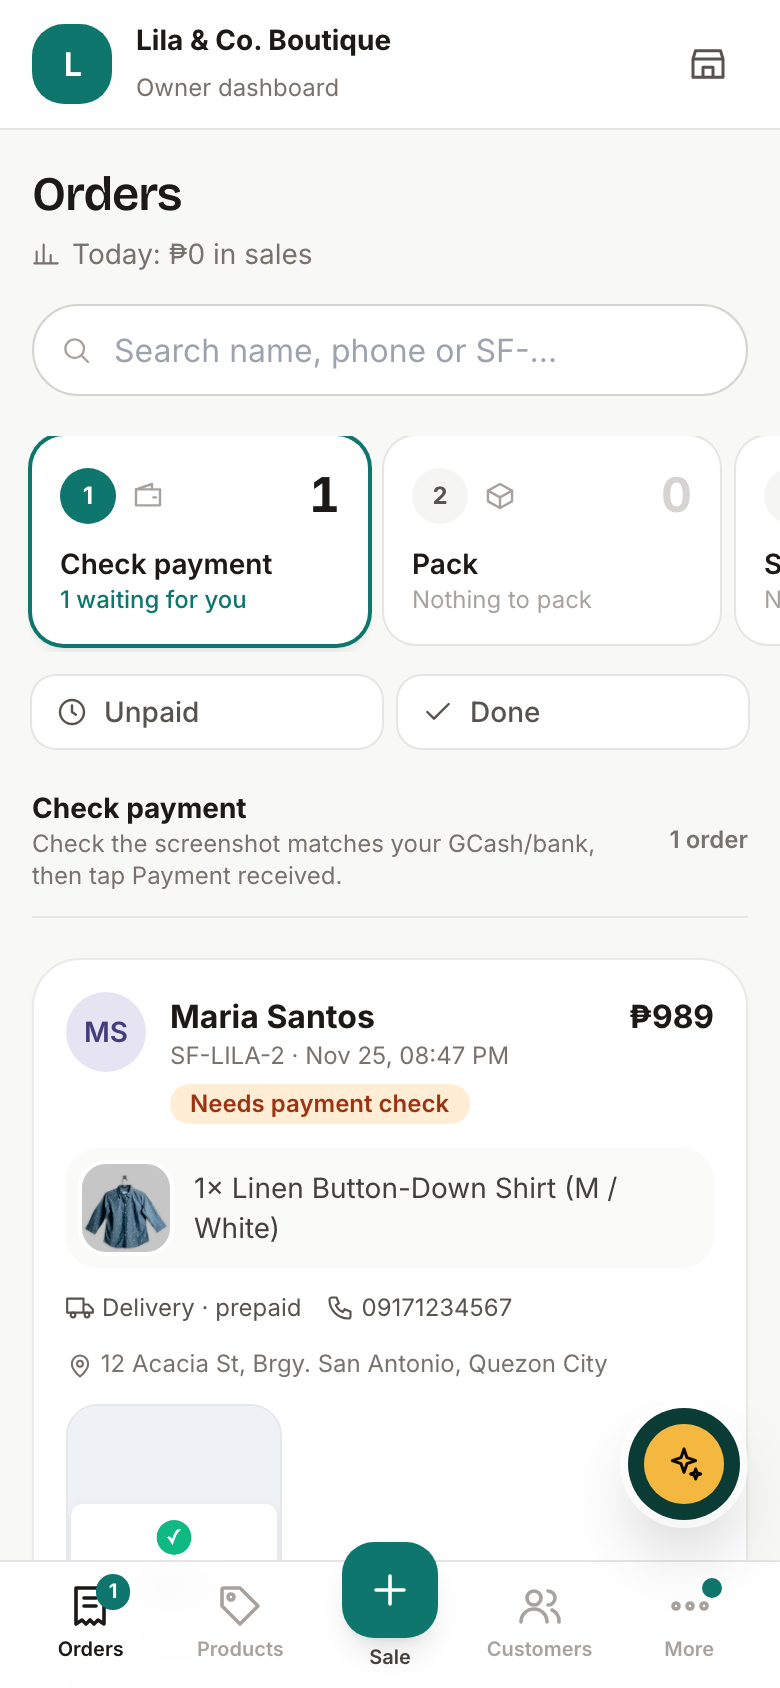 L
Lila & Co. Boutique
Owner dashboard
Orders
Today: ₱0 in sales
Search name, phone or SF-...
1
1
Check payment
1 waiting for you
2
0
Pack
Nothing to pack
S
N
Unpaid
Done
Check payment
Check the screenshot matches your GCash/bank,
then tap Payment received.
1 order
MS
Maria Santos
₱989
SF-LILA-2 · Nov 25, 08:47 PM
Needs payment check
1× Linen Button-Down Shirt (M /
White)
Delivery · prepaid
09171234567
12 Acacia St, Brgy. San Antonio, Quezon City
1
Orders
Products
Sale
Customers
More